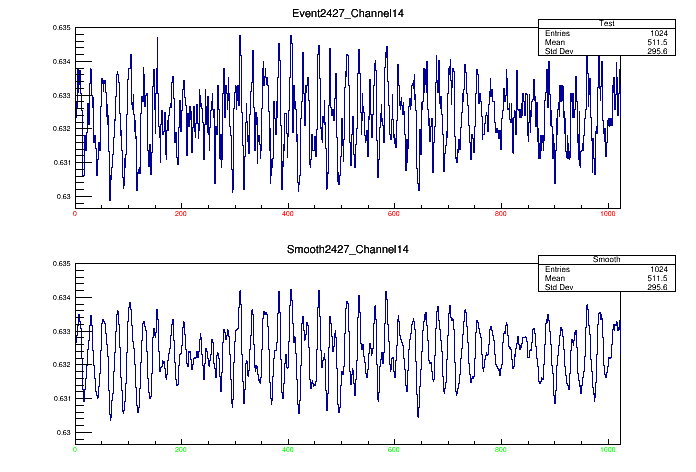 Event2427_Channel14
Test
Entries 1024
Mean 511.5
Std Dev 295.6
0.635
0.634
0.633
0.632
0.631
0.63
0 200 400 600 800 1000
Smooth2427_Channel14
Smooth
Entries 1024
Mean 511.5
Std Dev 295.6
0.635
0.634
0.633
0.632
0.631
0.63
0 200 400 600 800 1000